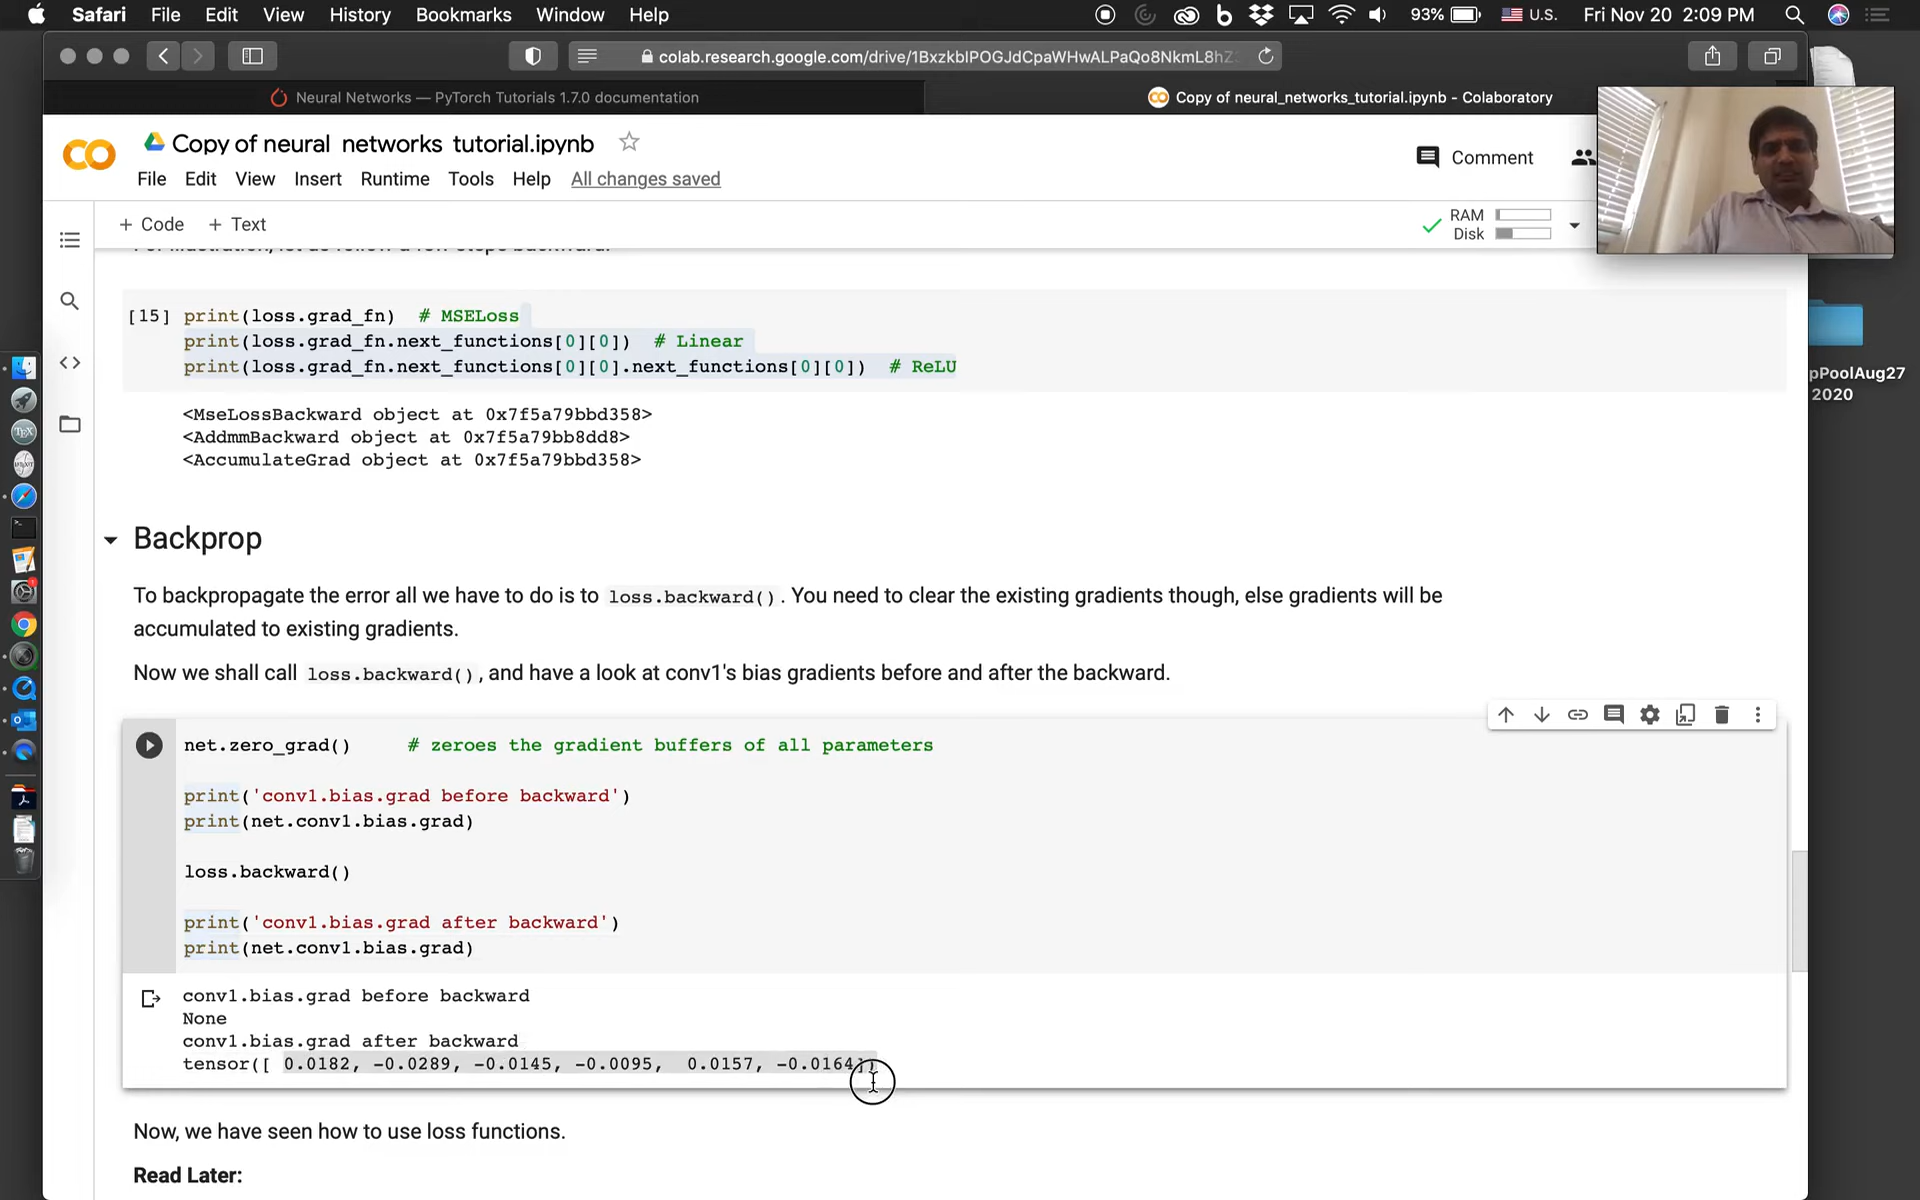 Safari File Edit View History Bookmarks Window Help 93% U.S. Fri Nov 20 2:09 PM
colab.research.google.com/drive/1BxzkbIPOGJdCpaWHwALPaQo8NkmL8hZ
Neural Networks — PyTorch Tutorials 1.7.0 documentation
Copy of neural_networks_tutorial.ipynb - Colaboratory
Copy of neural networks tutorial.ipynb
Comment
File Edit View Insert Runtime Tools Help All changes saved
+ Code + Text
RAM
Disk
For illustration, let us follow a few steps backward:
[15] print(loss.grad_fn)  # MSELoss
print(loss.grad_fn.next_functions[0][0])  # Linear
print(loss.grad_fn.next_functions[0][0].next_functions[0][0])  # ReLU
<MseLossBackward object at 0x7f5a79bbd358>
<AddmmBackward object at 0x7f5a79bb8dd8>
<AccumulateGrad object at 0x7f5a79bbd358>
pPoolAug27
2020
Backprop
To backpropagate the error all we have to do is to loss.backward(). You need to clear the existing gradients though, else gradients will be
accumulated to existing gradients.
Now we shall call loss.backward(), and have a look at conv1's bias gradients before and after the backward.
net.zero_grad()     # zeroes the gradient buffers of all parameters
print('conv1.bias.grad before backward')
print(net.conv1.bias.grad)
loss.backward()
print('conv1.bias.grad after backward')
print(net.conv1.bias.grad)
conv1.bias.grad before backward
None
conv1.bias.grad after backward
tensor([ 0.0182, -0.0289, -0.0145, -0.0095,  0.0157, -0.0164])
Now, we have seen how to use loss functions.
Read Later: